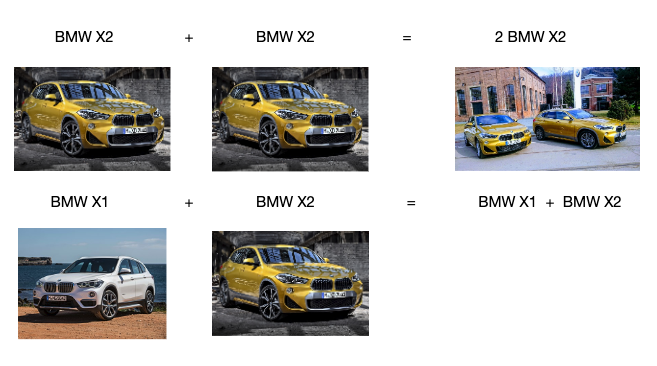 BMW X2 + BMW X2 = 2 BMW X2
BMW X1 + BMW X2 = BMW X1 + BMW X2